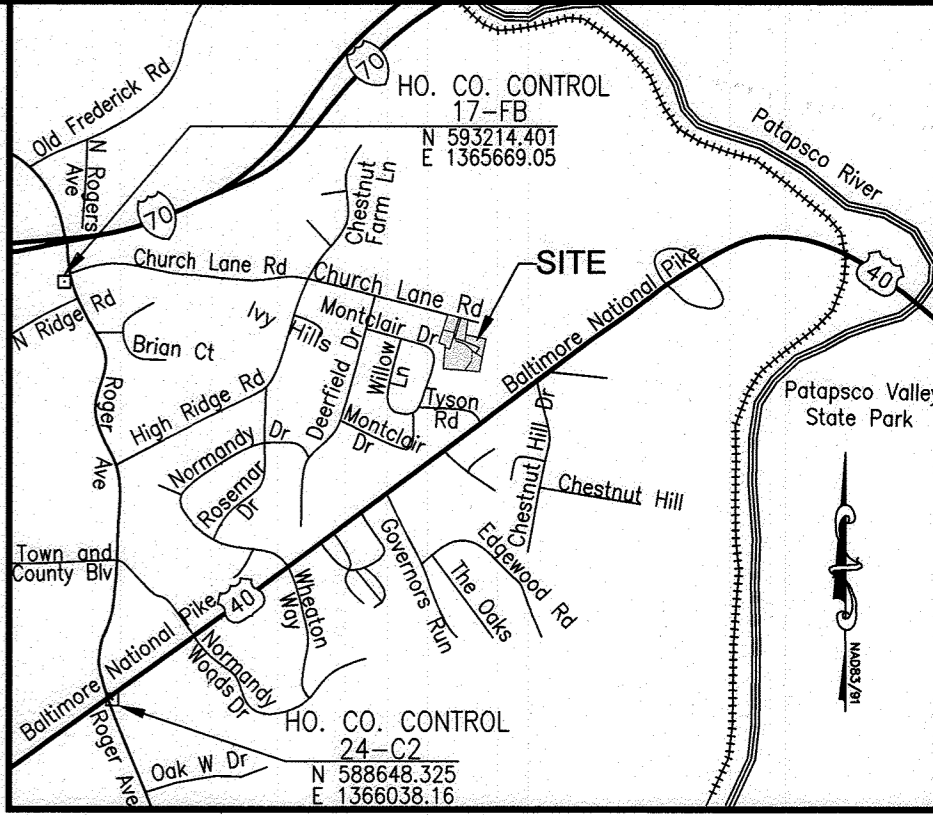 70
HO. CO. CONTROL
17-FB
N 593214.401
E 1365669.05
Old Frederick Rd
N Rogers
Ave
Patapsco River
70
Chestnut
Farm Ln
Church Lane Rd
Church Lane Rd
SITE
Baltimore National Pike
40
N Ridge Rd
Ivy Hills
Montclair Dr
Brian Ct
Deerfield Dr
Willow
Ln
Tyson
Rd
Patapsco Valley
State Park
Roger
Ave
High Ridge Rd
Montclair
Dr
Normandy Dr
Rosemar
Dr
Chestnut Hill Dr
Chestnut Hill
Town and
County Blv
Governors Run
Edgewood Rd
The Oaks
Wheaton
Way
40
NAD83/91
Baltimore National Pike
Normandy
Woods Dr
HO. CO. CONTROL
24-C2
N 588648.325
E 1366038.16
Roger Ave
Oak W Dr